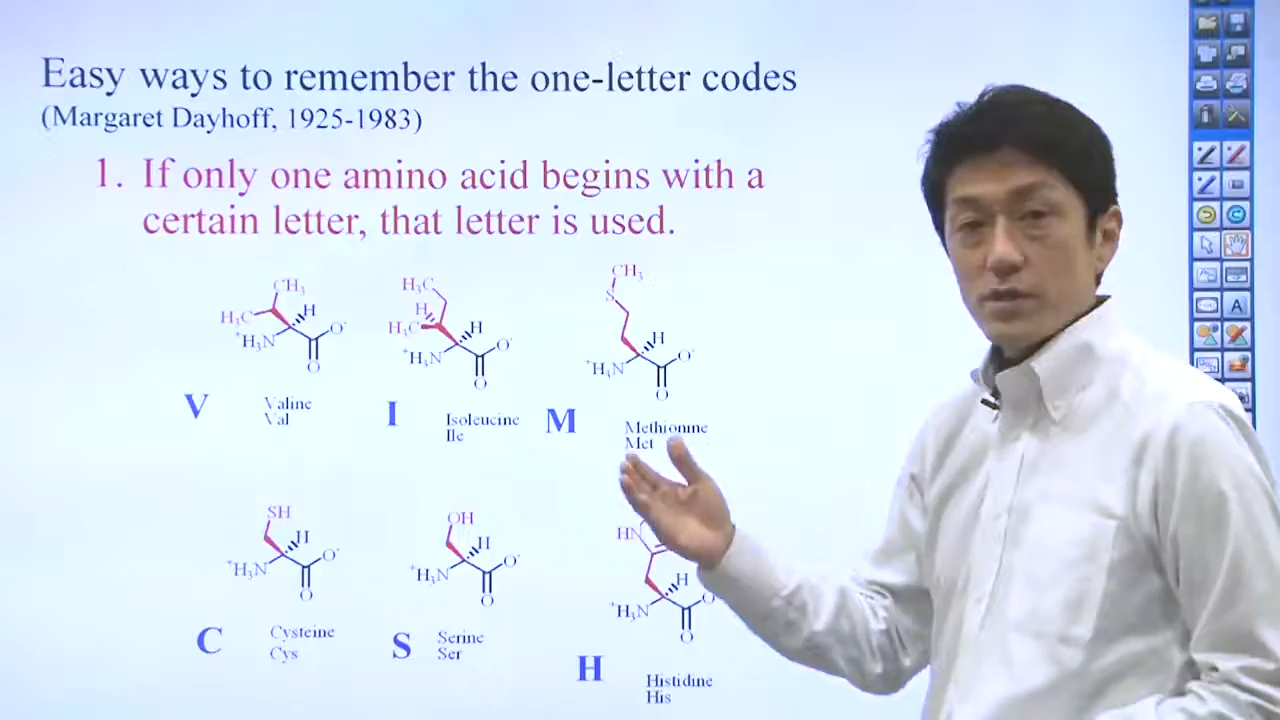 Easy ways to remember the one-letter codes
(Margaret Dayhoff, 1925-1983)
1. If only one amino acid begins with a
certain letter, that letter is used.
CH₃
H₃C
H
⁺H₃N
O⁻
O
V
Valine
Val
H₃C
H
H₃C
H
⁺H₃N
O⁻
O
I
Isoleucine
Ile
CH₃
S
H
⁺H₃N
O⁻
O
M
Methionine
Met
SH
H
⁺H₃N
O⁻
O
C
Cysteine
Cys
OH
H
⁺H₃N
O⁻
O
S
Serine
Ser
HN
H
⁺H₃N
O
O
H
Histidine
His
A